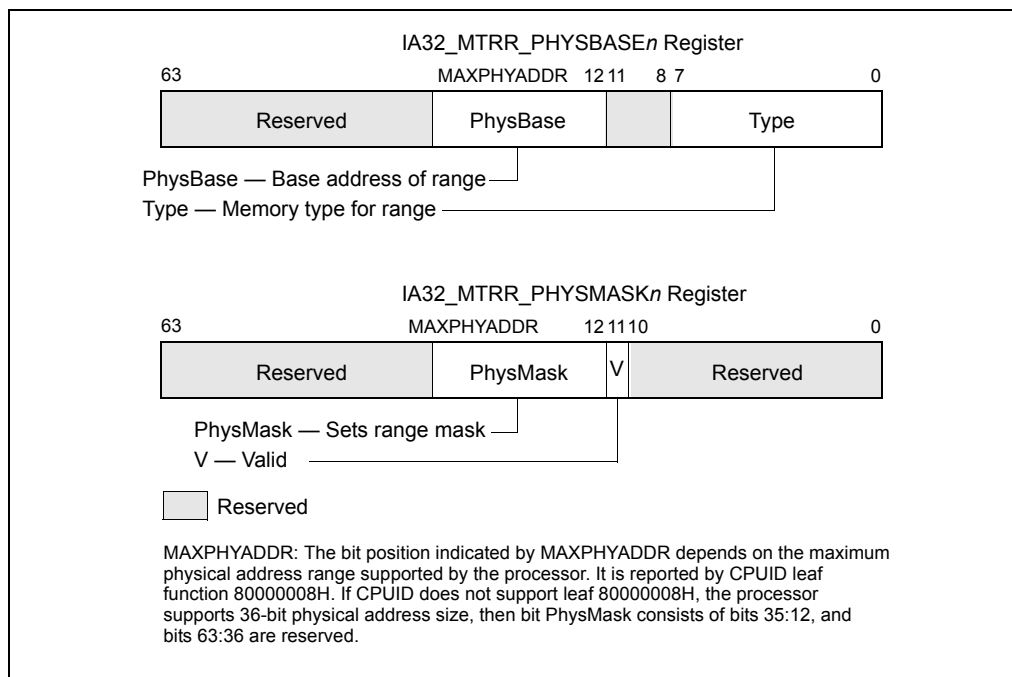 IA32_MTRR_PHYSBASEn Register
63 MAXPHYADDR 12 11 8 7 0
Reserved PhysBase Type
PhysBase — Base address of range
Type — Memory type for range
IA32_MTRR_PHYSMASKn Register
63 MAXPHYADDR 12 11 10 0
Reserved PhysMask V Reserved
PhysMask — Sets range mask
V — Valid
Reserved
MAXPHYADDR: The bit position indicated by MAXPHYADDR depends on the maximum
physical address range supported by the processor. It is reported by CPUID leaf
function 80000008H. If CPUID does not support leaf 80000008H, the processor
supports 36-bit physical address size, then bit PhysMask consists of bits 35:12, and
bits 63:36 are reserved.